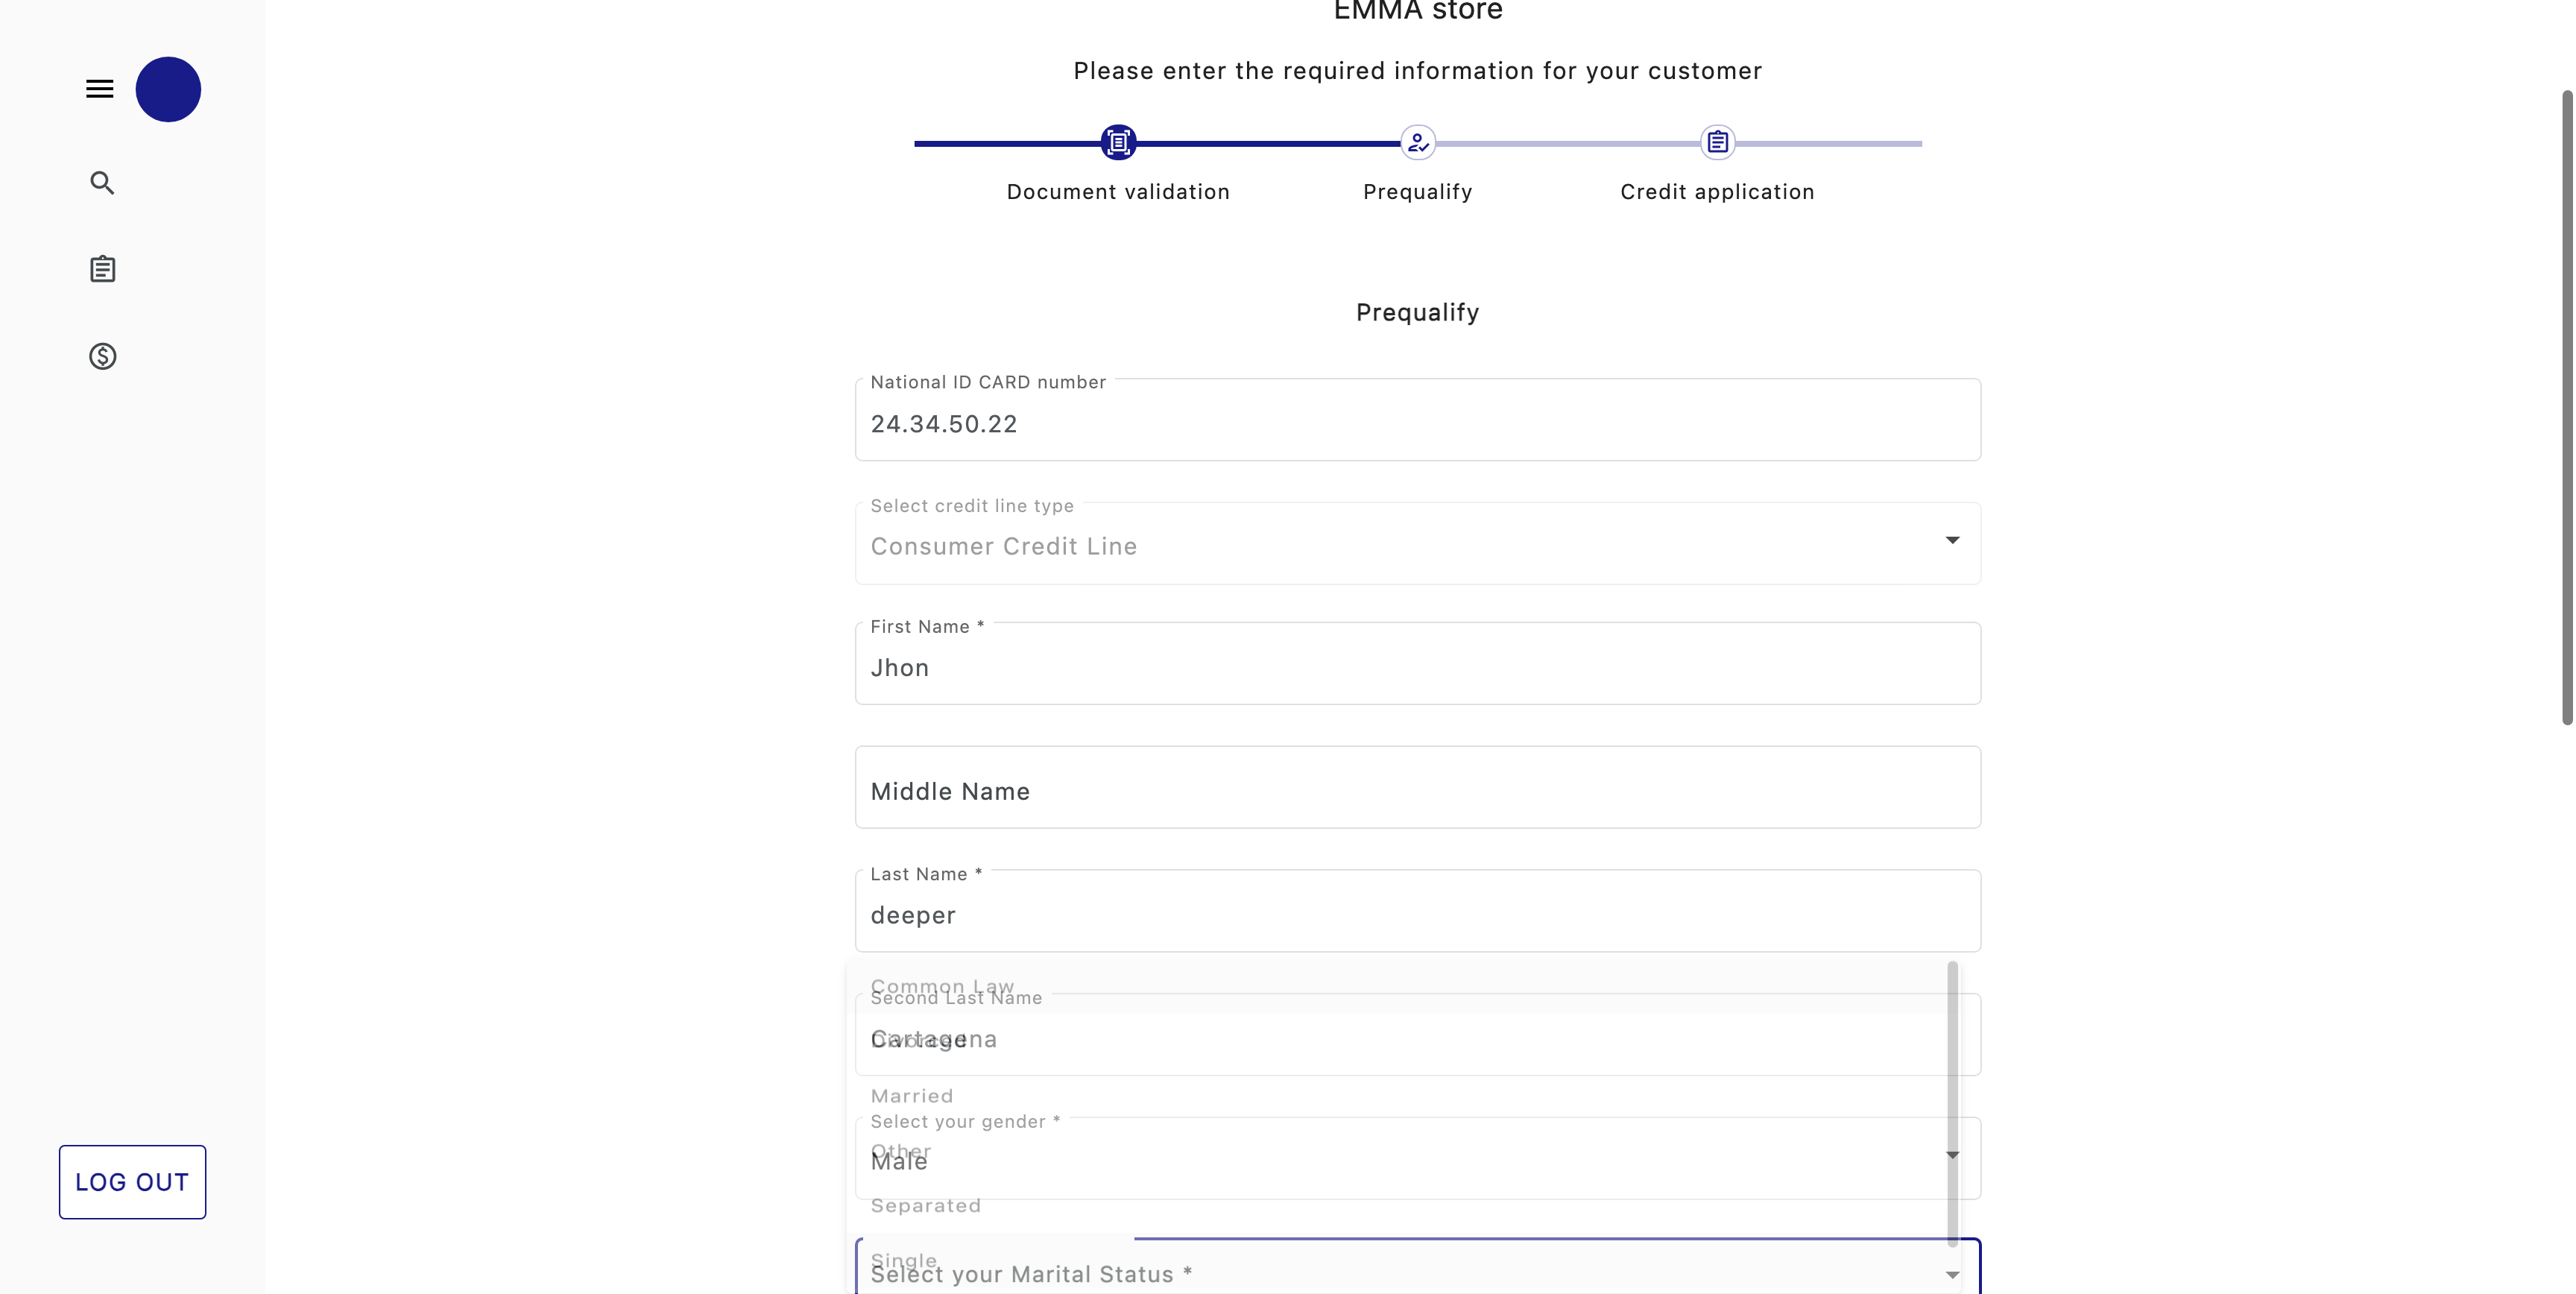 EMMA store
Please enter the required information for your customer
Document validation
Prequalify
Credit application
Prequalify
National ID CARD number
24.34.50.22
Select credit line type
Consumer Credit Line
First Name *
Jhon
Middle Name
Last Name *
deeper
Common Law
Second Last Name
Cartagena
Divorced
Married
Select your gender *
Other
Male
Separated
Single
Select your Marital Status *
LOG OUT